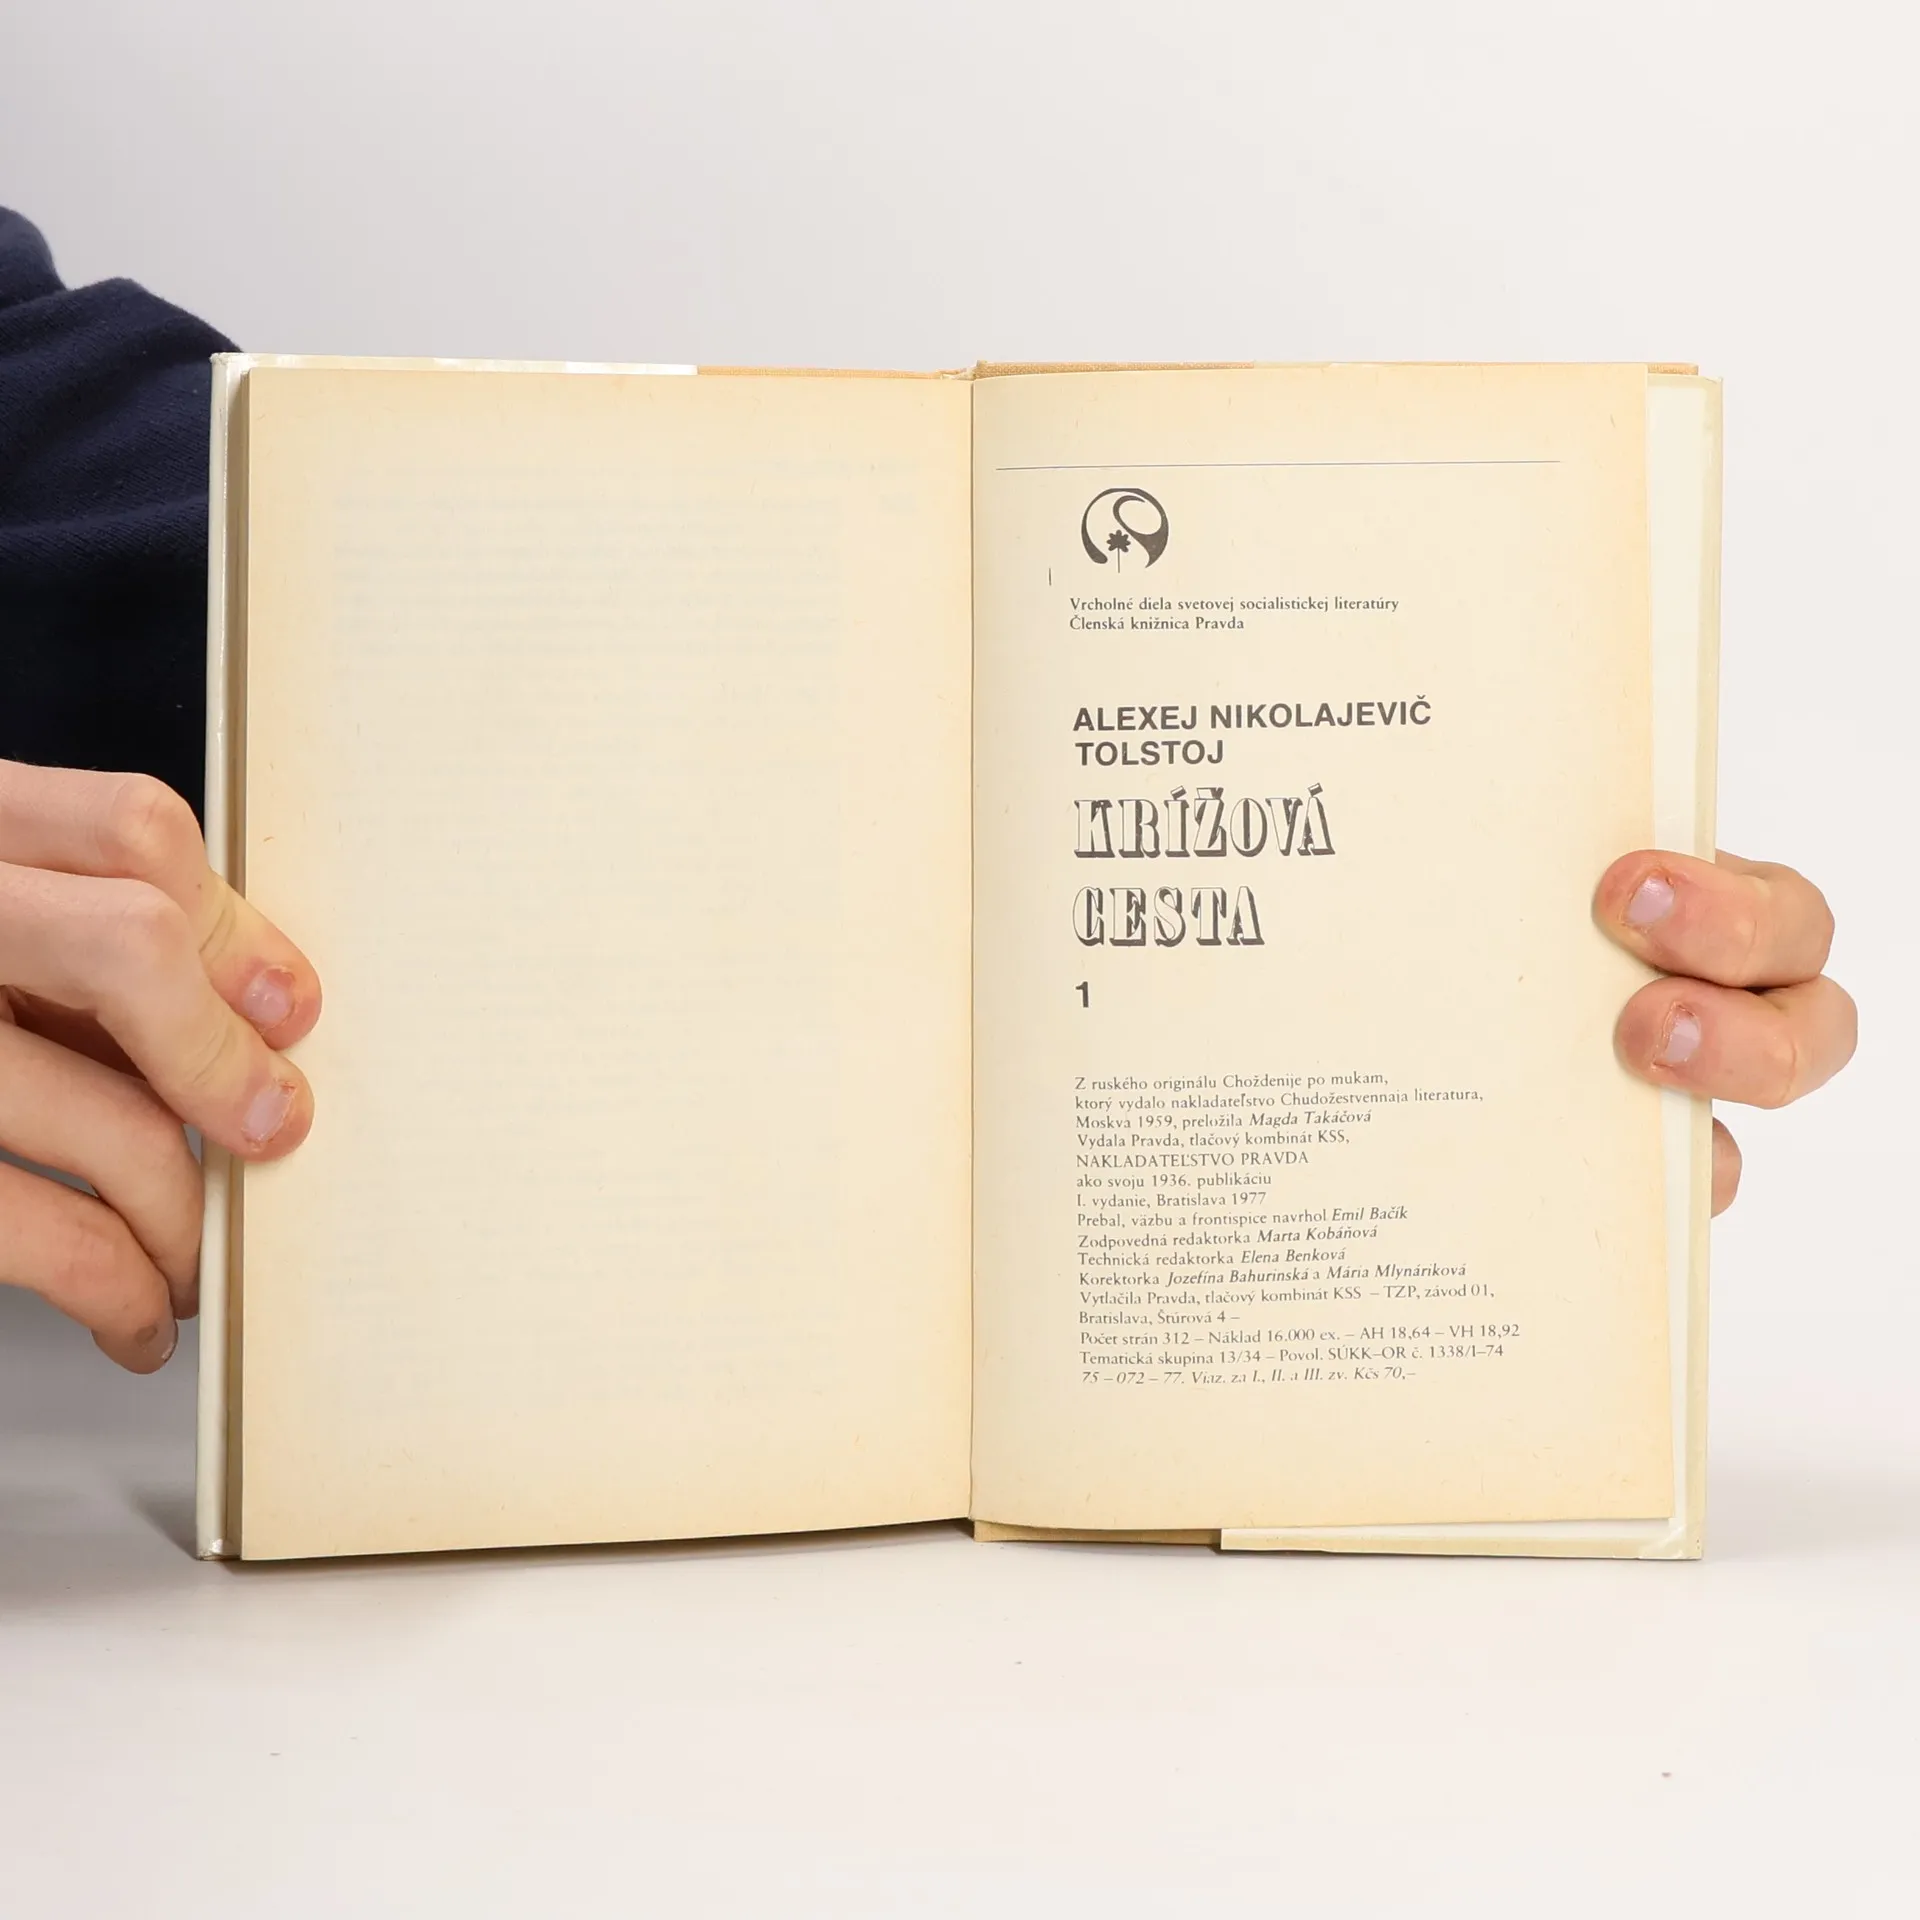 Vrcholné diela svetovej socialistickej literatúry
Členská knižnica Pravda
ALEXEJ NIKOLAJEVIČ
TOLSTOJ
KRÍŽOVÁ
CESTA
1
Z ruského originálu Choždenije po mukam,
ktorý vydalo nakladateľstvo Chudožestvennaja literatura,
Moskva 1959, preložila Magda Takáčová
Vydala Pravda, tlačový kombinát KSS,
NAKLADATEĽSTVO PRAVDA
ako svoju 1936. publikáciu
I. vydanie, Bratislava 1977
Prebal, väzbu a frontispice navrhol Emil Bačík
Zodpovedná redaktorka Marta Kobáňová
Technická redaktorka Elena Benková
Korektorka Jozefína Bahurinská a Mária Mlynáriková
Vytlačila Pravda, tlačový kombinát KSS – TZP, závod 01,
Bratislava, Štúrová 4 –
Počet strán 312 – Náklad 16.000 ex. – AH 18,64 – VH 18,92
Tematická skupina 13/34 – Povol. SÚKK–OR č. 1338/I–74
75 – 072 – 77. Viaz. za I., II. a III. zv. Kčs 70,–